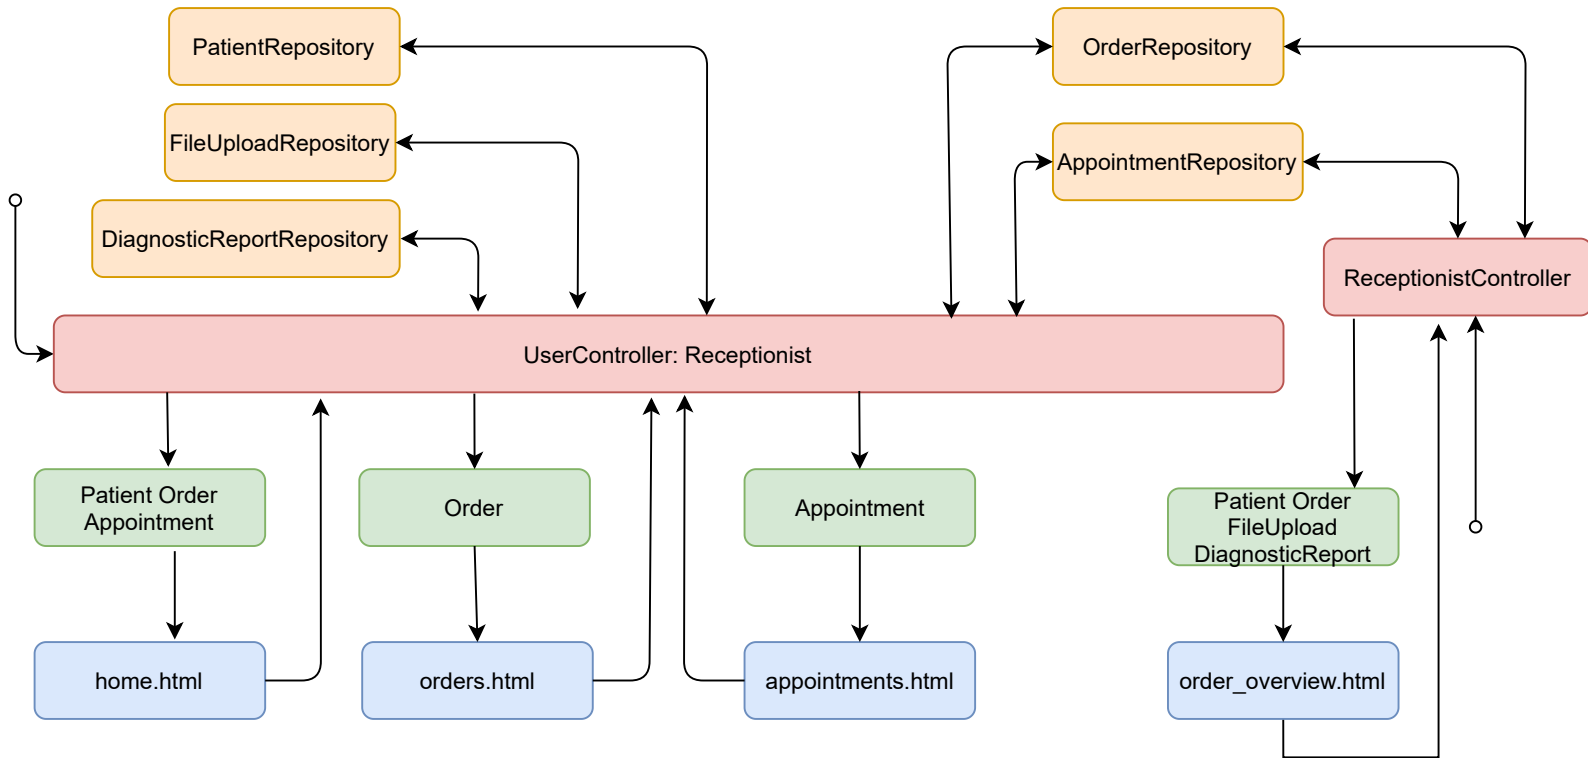 PatientRepository
OrderRepository
FileUploadRepository
AppointmentRepository
DiagnosticReportRepository
ReceptionistController
UserController: Receptionist
Patient Order
Appointment
Order
Appointment
Patient Order
FileUpload
DiagnosticReport
home.html
orders.html
appointments.html
order_overview.html